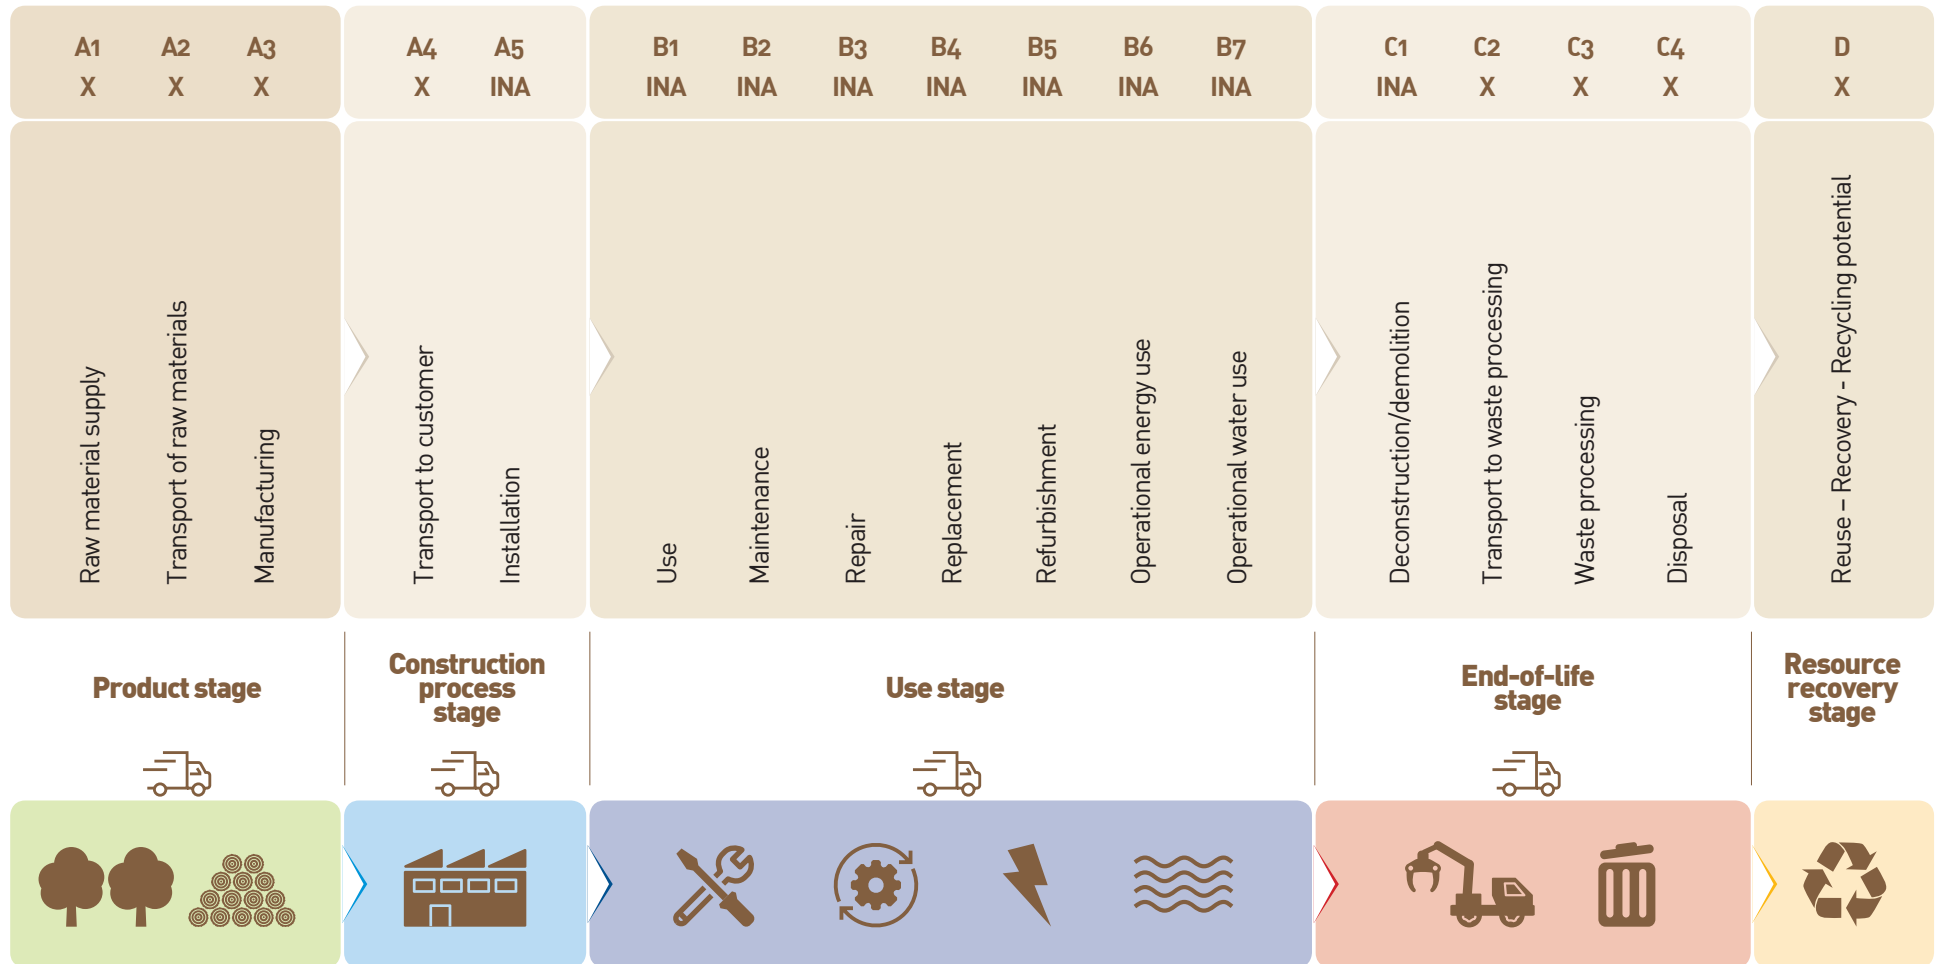 A1 A2 A3 A4 A5 B1 B2 B3 B4 B5 B6 B7 C1 C2 C3 C4 D
X X X X INA INA INA INA INA INA INA INA INA X X X X
Raw material supply
Transport of raw materials
Manufacturing
Transport to customer
Installation
Use
Maintenance
Repair
Replacement
Refurbishment
Operational energy use
Operational water use
Deconstruction/demolition
Transport to waste processing
Waste processing
Disposal
Reuse – Recovery - Recycling potential
Product stage
Construction
process
stage
Use stage
End-of-life
stage
Resource
recovery
stage